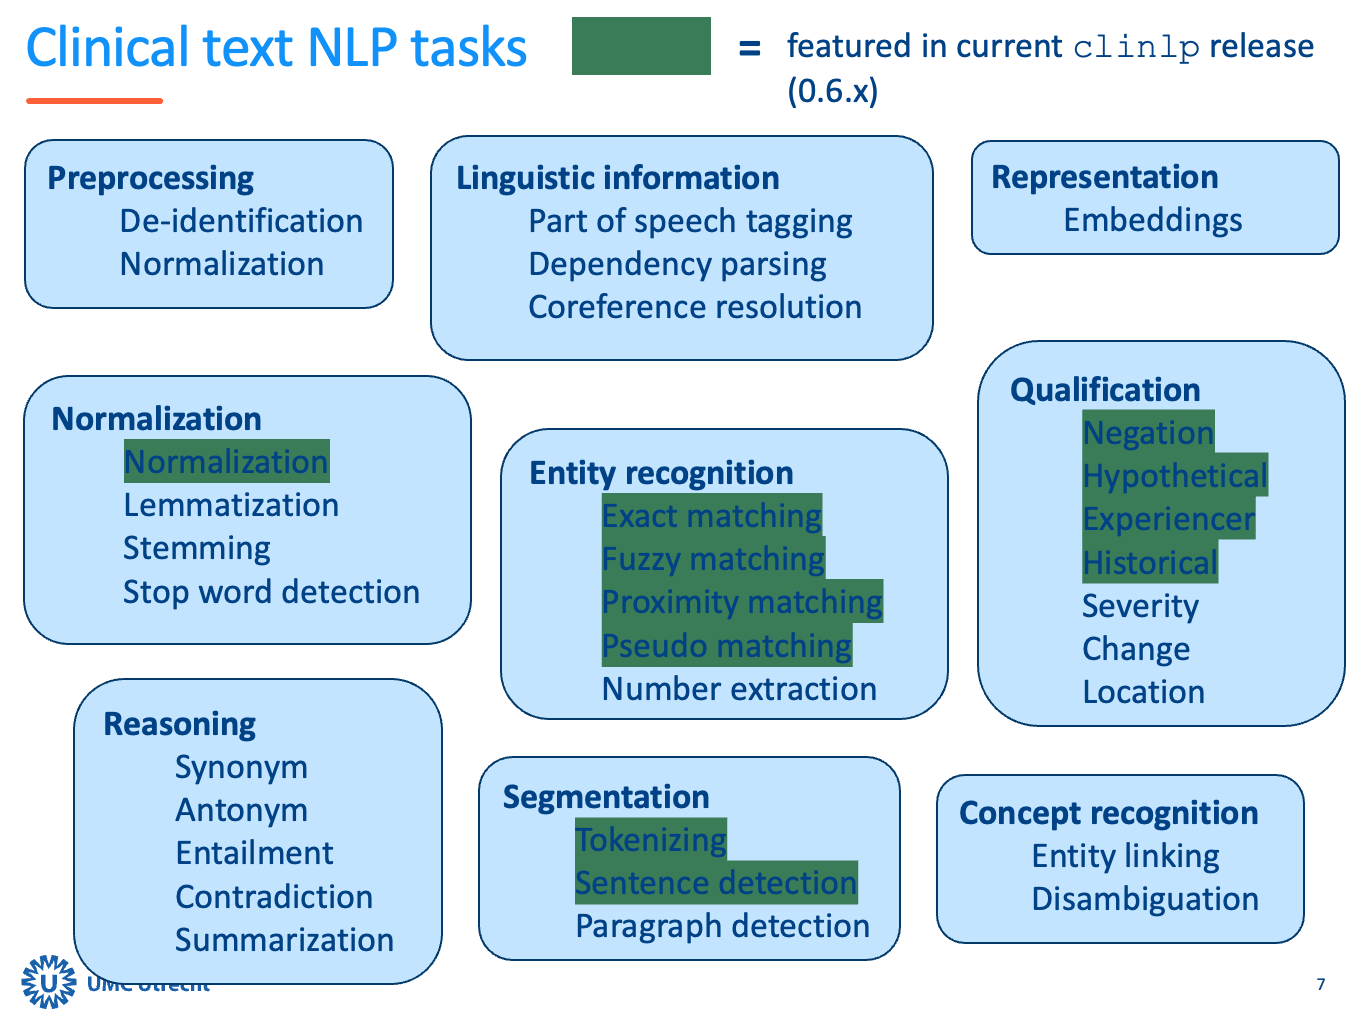 Clinical text NLP tasks
= featured in current clinlp release
(0.6.x)
Preprocessing
De-identification
Normalization
Linguistic information
Part of speech tagging
Dependency parsing
Coreference resolution
Representation
Embeddings
Normalization
Normalization
Lemmatization
Stemming
Stop word detection
Entity recognition
Exact matching
Fuzzy matching
Proximity matching
Pseudo matching
Number extraction
Qualification
Negation
Hypothetical
Experiencer
Historical
Severity
Change
Location
Reasoning
Synonym
Antonym
Entailment
Contradiction
Summarization
Segmentation
Tokenizing
Sentence detection
Paragraph detection
Concept recognition
Entity linking
Disambiguation
U UMC Utrecht
7